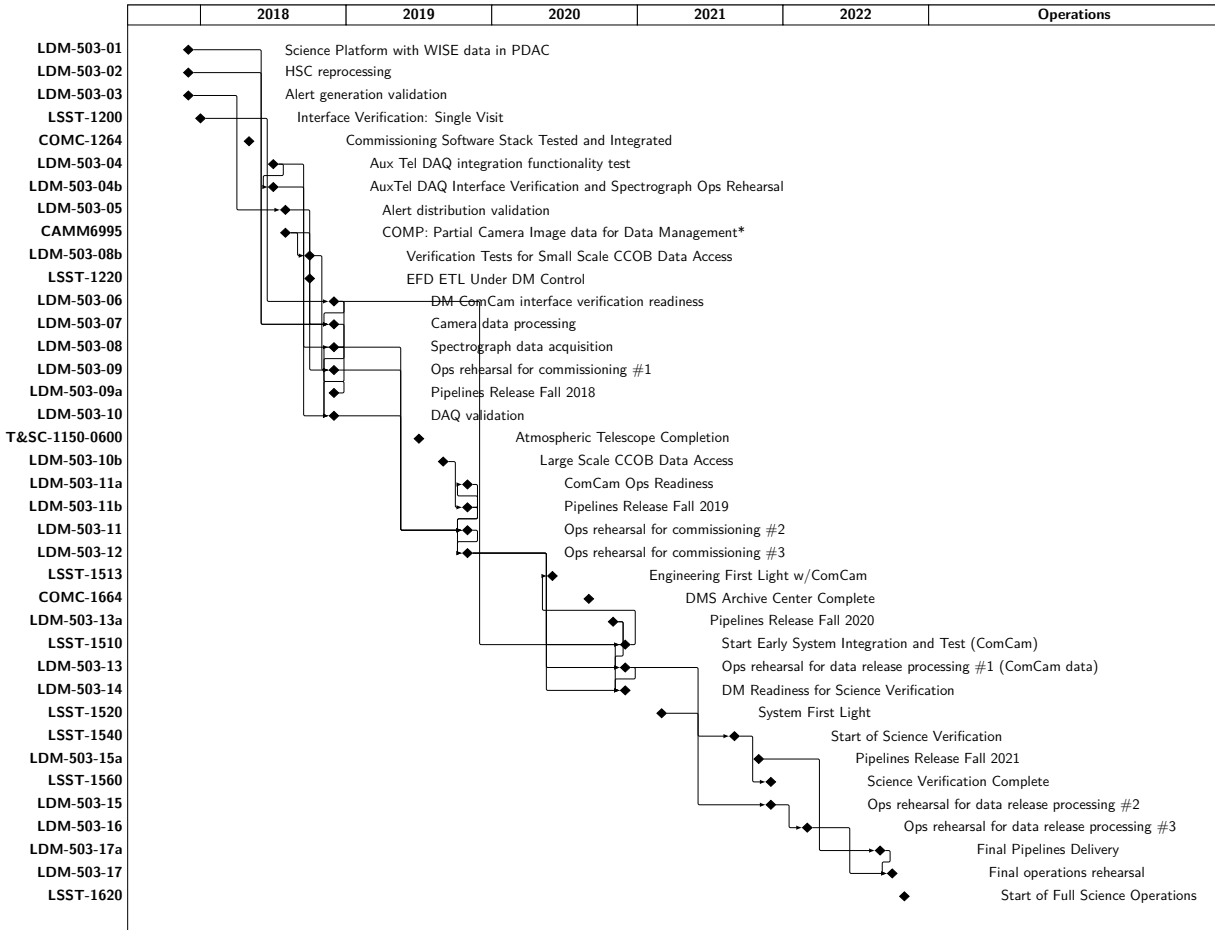 2018 2019 2020 2021 2022 Operations
LDM-503-01 Science Platform with WISE data in PDAC
LDM-503-02 HSC reprocessing
LDM-503-03 Alert generation validation
LSST-1200 Interface Verification: Single Visit
COMC-1264 Commissioning Software Stack Tested and Integrated
LDM-503-04 Aux Tel DAQ integration functionality test
LDM-503-04b AuxTel DAQ Interface Verification and Spectrograph Ops Rehearsal
LDM-503-05 Alert distribution validation
CAMM6995 COMP: Partial Camera Image data for Data Management*
LDM-503-08b Verification Tests for Small Scale CCOB Data Access
LSST-1220 EFD ETL Under DM Control
LDM-503-06 DM ComCam interface verification readiness
LDM-503-07 Camera data processing
LDM-503-08 Spectrograph data acquisition
LDM-503-09 Ops rehearsal for commissioning #1
LDM-503-09a Pipelines Release Fall 2018
LDM-503-10 DAQ validation
T&SC-1150-0600 Atmospheric Telescope Completion
LDM-503-10b Large Scale CCOB Data Access
LDM-503-11a ComCam Ops Readiness
LDM-503-11b Pipelines Release Fall 2019
LDM-503-11 Ops rehearsal for commissioning #2
LDM-503-12 Ops rehearsal for commissioning #3
LSST-1513 Engineering First Light w/ComCam
COMC-1664 DMS Archive Center Complete
LDM-503-13a Pipelines Release Fall 2020
LSST-1510 Start Early System Integration and Test (ComCam)
LDM-503-13 Ops rehearsal for data release processing #1 (ComCam data)
LDM-503-14 DM Readiness for Science Verification
LSST-1520 System First Light
LSST-1540 Start of Science Verification
LDM-503-15a Pipelines Release Fall 2021
LSST-1560 Science Verification Complete
LDM-503-15 Ops rehearsal for data release processing #2
LDM-503-16 Ops rehearsal for data release processing #3
LDM-503-17a Final Pipelines Delivery
LDM-503-17 Final operations rehearsal
LSST-1620 Start of Full Science Operations